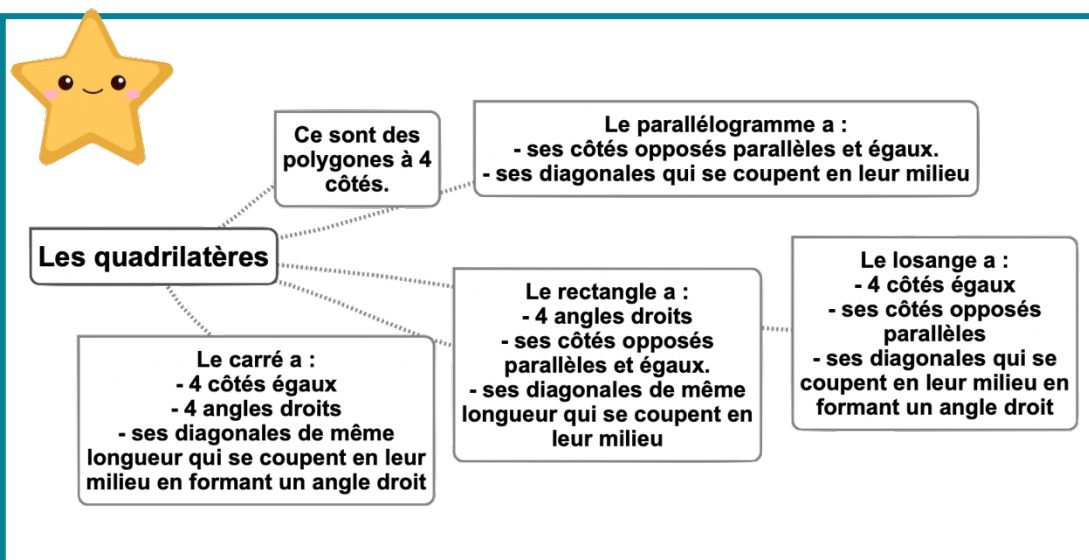 Ce sont des
polygones à 4
côtés.
Le parallélogramme a :
- ses côtés opposés parallèles et égaux.
- ses diagonales qui se coupent en leur milieu
Les quadrilatères
Le carré a :
- 4 côtés égaux
- 4 angles droits
- ses diagonales de même
longueur qui se coupent en leur
milieu en formant un angle droit
Le rectangle a :
- 4 angles droits
- ses côtés opposés
parallèles et égaux.
- ses diagonales de même
longueur qui se coupent en
leur milieu
Le losange a :
- 4 côtés égaux
- ses côtés opposés
parallèles
- ses diagonales qui se
coupent en leur milieu en
formant un angle droit